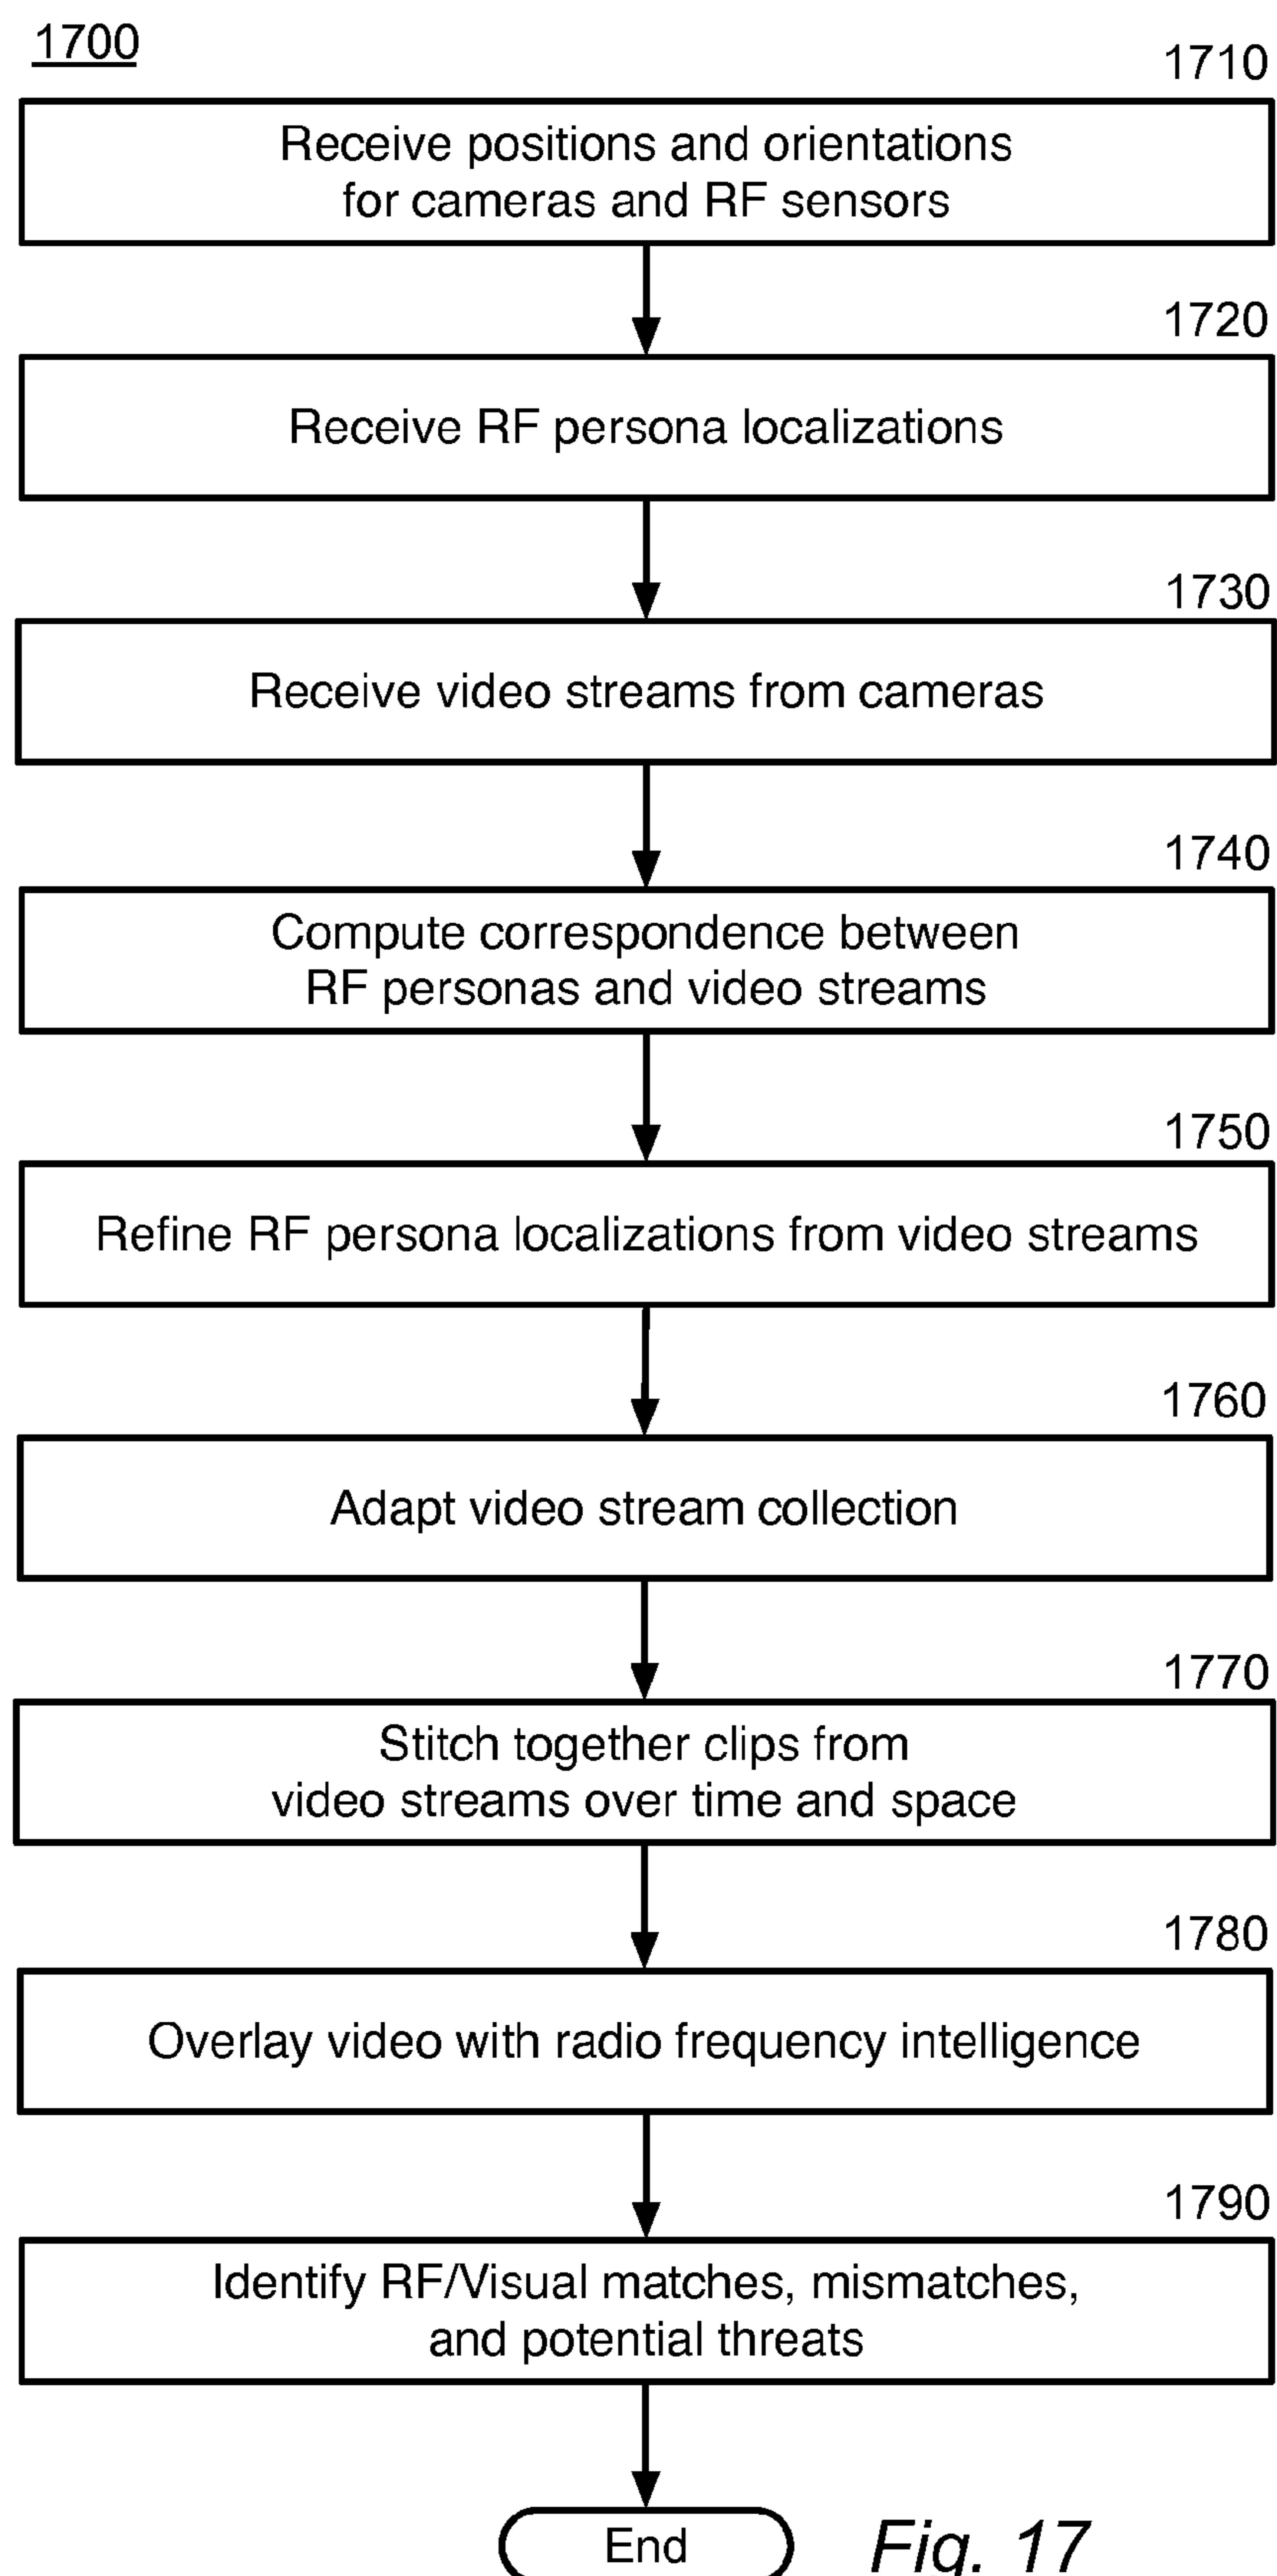 1700
1710
Receive positions and orientations
for cameras and RF sensors
1720
Receive RF persona localizations
1730
Receive video streams from cameras
1740
Compute correspondence between
RF personas and video streams
1750
Refine RF persona localizations from video streams
1760
Adapt video stream collection
1770
Stitch together clips from
video streams over time and space
1780
Overlay video with radio frequency intelligence
1790
Identify RF/Visual matches, mismatches,
and potential threats
End
Fig. 17